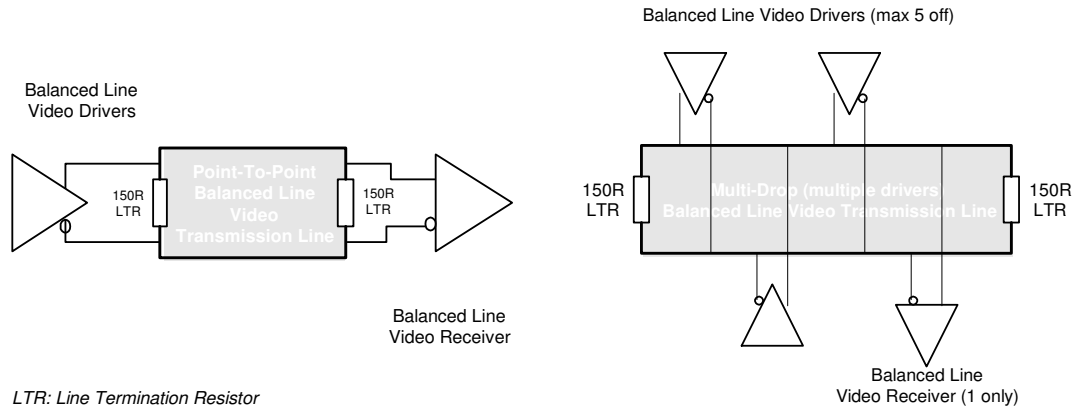 Balanced Line Video Drivers (max 5 off)
Balanced Line
Video Drivers
150R
LTR
Point-To-Point
Balanced Line
Video
Transmission Line
150R
LTR
Balanced Line
Video Receiver
150R
LTR
Multi-Drop (multiple drivers)
Balanced Line Video Transmission Line
150R
LTR
Balanced Line
Video Receiver (1 only)
LTR: Line Termination Resistor